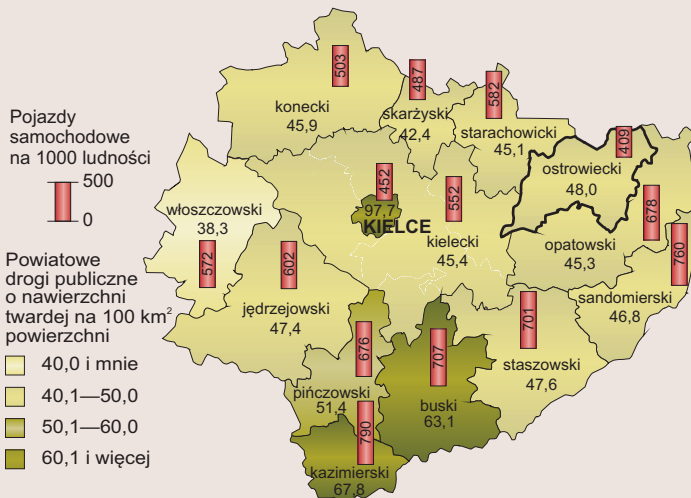 Pojazdy
samochodowe
na 1000 ludności
500
0
Powiatowe
drogi publiczne
o nawierzchni
twardej na 100 km²
powierzchni
40,0 i mnie
40,1—50,0
50,1—60,0
60,1 i więcej
503
konecki
45,9
487
skarżyski
42,4
582
starachowicki
45,1
409
ostrowiecki
48,0
włoszczowski
38,3
572
452
97,7
KIELCE
552
kielecki
45,4
678
opatowski
45,3
760
sandomierski
46,8
602
jędrzejowski
47,4
676
pińczowski
51,4
707
buski
63,1
701
staszowski
47,6
790
kazimierski
67,8